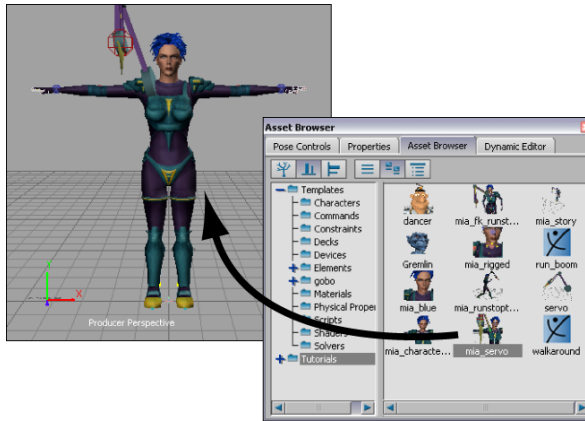 Asset Browser
Pose Controls
Properties
Asset Browser
Dynamic Editor
Templates
Characters
Commands
Constraints
Decks
Devices
Elements
gobo
Materials
Physical Proper
Scripts
Shaders
Solvers
Tutorials
dancer
mia_fk_runst...
mia_story
Gremlin
mia_rigged
run_boom
mia_blue
mia_runstopt...
servo
mia_characte...
mia_servo
walkaround
X
Producer Perspective